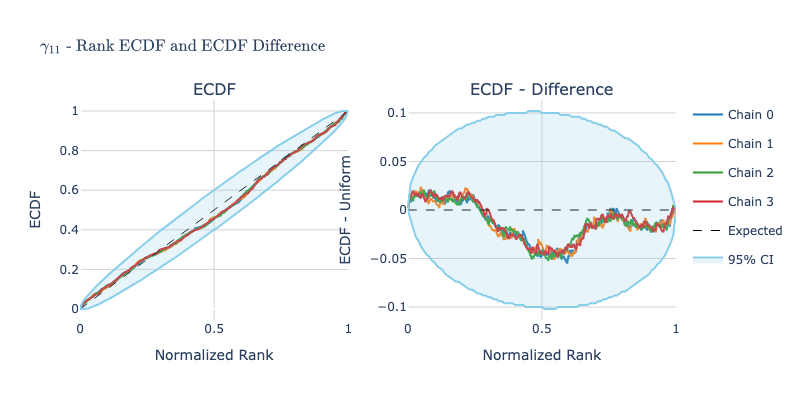 γ₁₁ - Rank ECDF and ECDF Difference
ECDF
ECDF - Difference
ECDF
1
0.8
0.6
0.4
0.2
0
0
0.5
1
Normalized Rank
ECDF - Uniform
0.1
0.05
0
−0.05
−0.1
0
0.5
1
Normalized Rank
Chain 0
Chain 1
Chain 2
Chain 3
Expected
95% CI